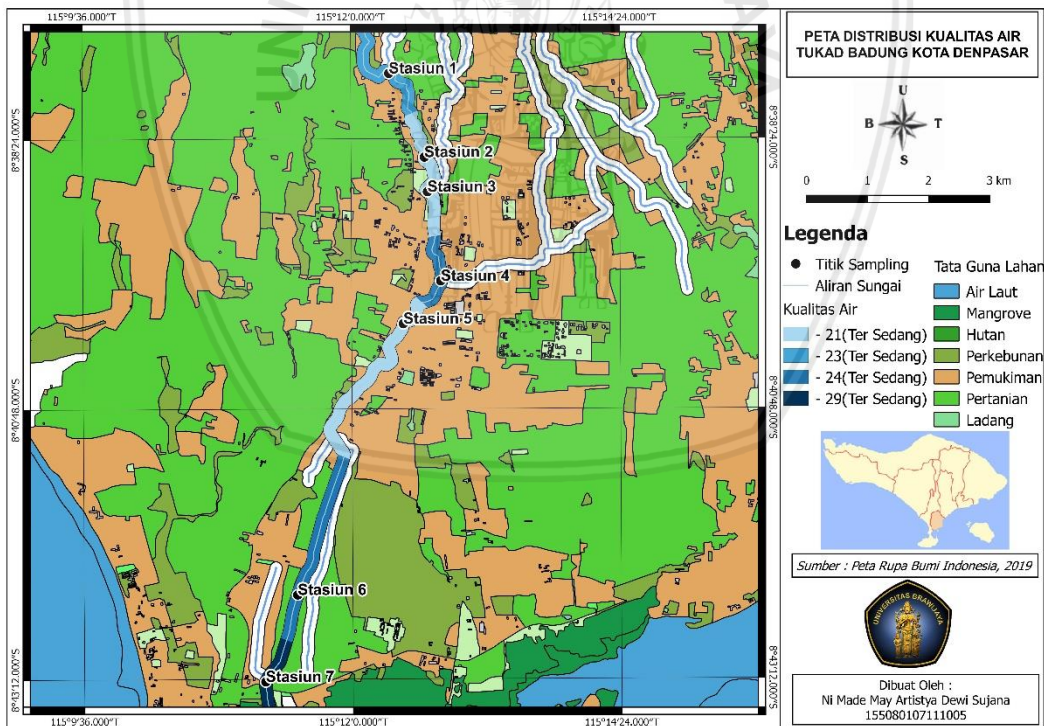 115°9'36.000"T 115°12'0.000"T 115°14'24.000"T
PETA DISTRIBUSI KUALITAS AIR
TUKAD BADUNG KOTA DENPASAR
U
B T
S
0 1 2 3 km
Legenda
Titik Sampling
Aliran Sungai
Kualitas Air
- 21(Ter Sedang)
- 23(Ter Sedang)
- 24(Ter Sedang)
- 29(Ter Sedang)
Tata Guna Lahan
Air Laut
Mangrove
Hutan
Perkebunan
Pemukiman
Pertanian
Ladang
Stasiun 1
Stasiun 2
Stasiun 3
Stasiun 4
Stasiun 5
Stasiun 6
Stasiun 7
8°38'24.000"S 8°38'24.000"S
8°40'48.000"S 8°40'48.000"S
8°43'12.000"S 8°43'12.000"S
115°9'36.000"T 115°12'0.000"T 115°14'24.000"T
Sumber : Peta Rupa Bumi Indonesia, 2019
UNIVERSITAS BRAWIJAYA
Dibuat Oleh :
Ni Made May Artistya Dewi Sujana
155080107111005